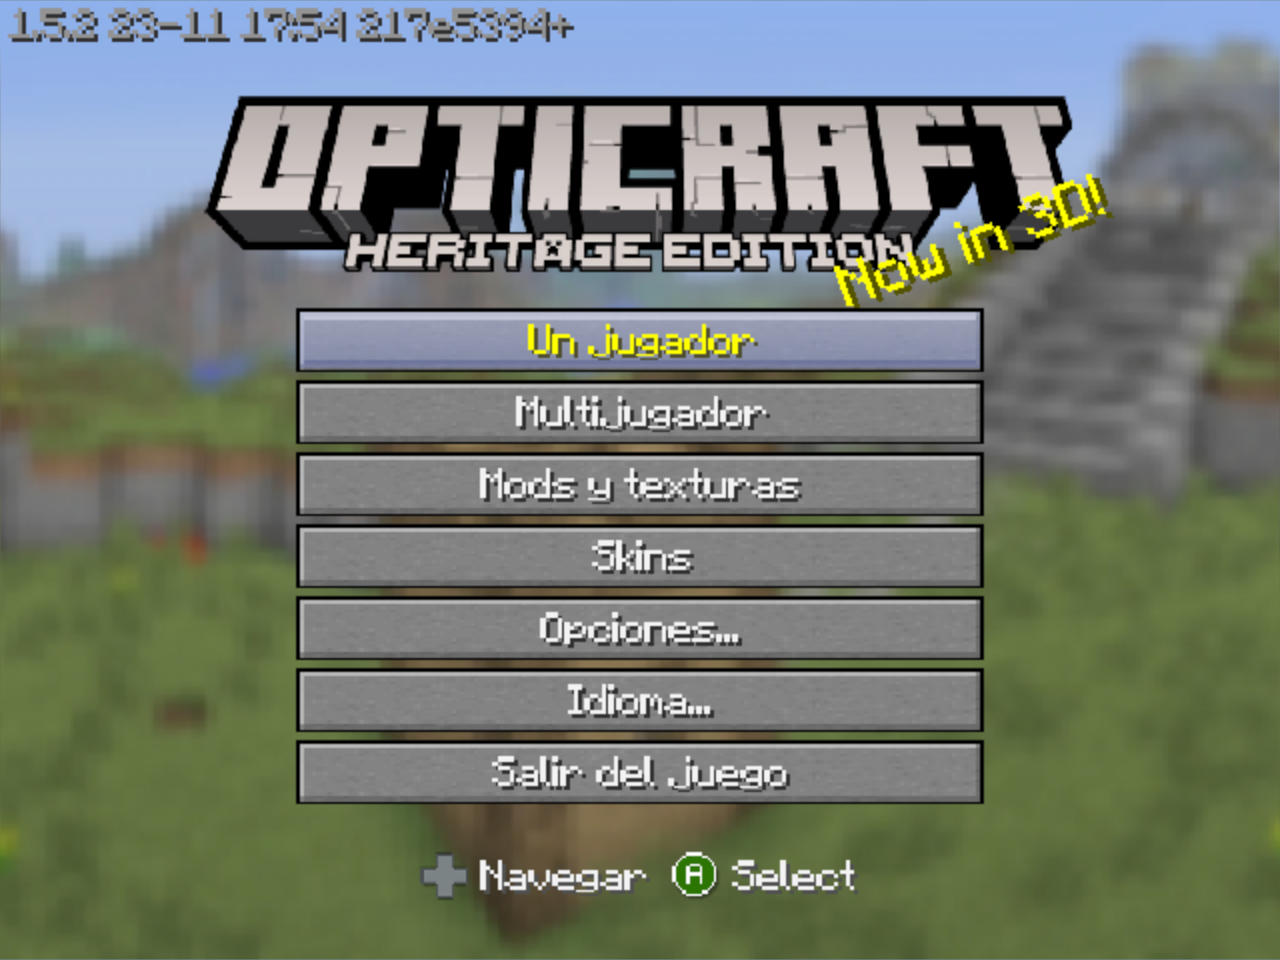 1.5.2 23-11 17:54 217e5394+
OPTICRAFT
HERITAGE EDITION
Now in 3D!
Un jugador
Multijugador
Mods y texturas
Skins
Opciones...
Idioma...
Salir del juego
Navegar A Select